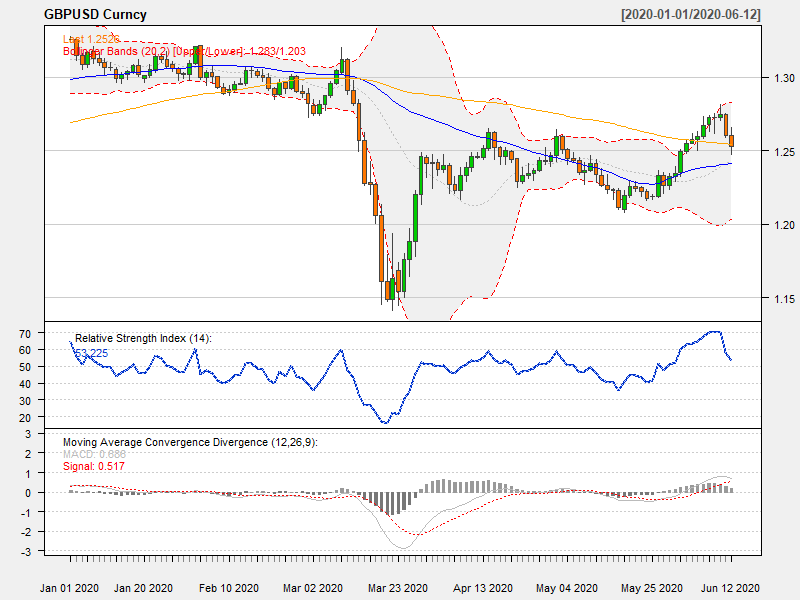 GBPUSD Curncy
[2020-01-01/2020-06-12]
Last 1.2526
Bollinger Bands (20,2) [Upper/Lower]: 1.283/1.203
1.30
1.25
1.20
1.15
Relative Strength Index (14):
53.225
70
60
50
40
30
20
Moving Average Convergence Divergence (12,26,9):
MACD: 0.686
Signal: 0.517
3
2
1
0
-1
-2
-3
Jan 01 2020
Jan 20 2020
Feb 10 2020
Mar 02 2020
Mar 23 2020
Apr 13 2020
May 04 2020
May 25 2020
Jun 12 2020